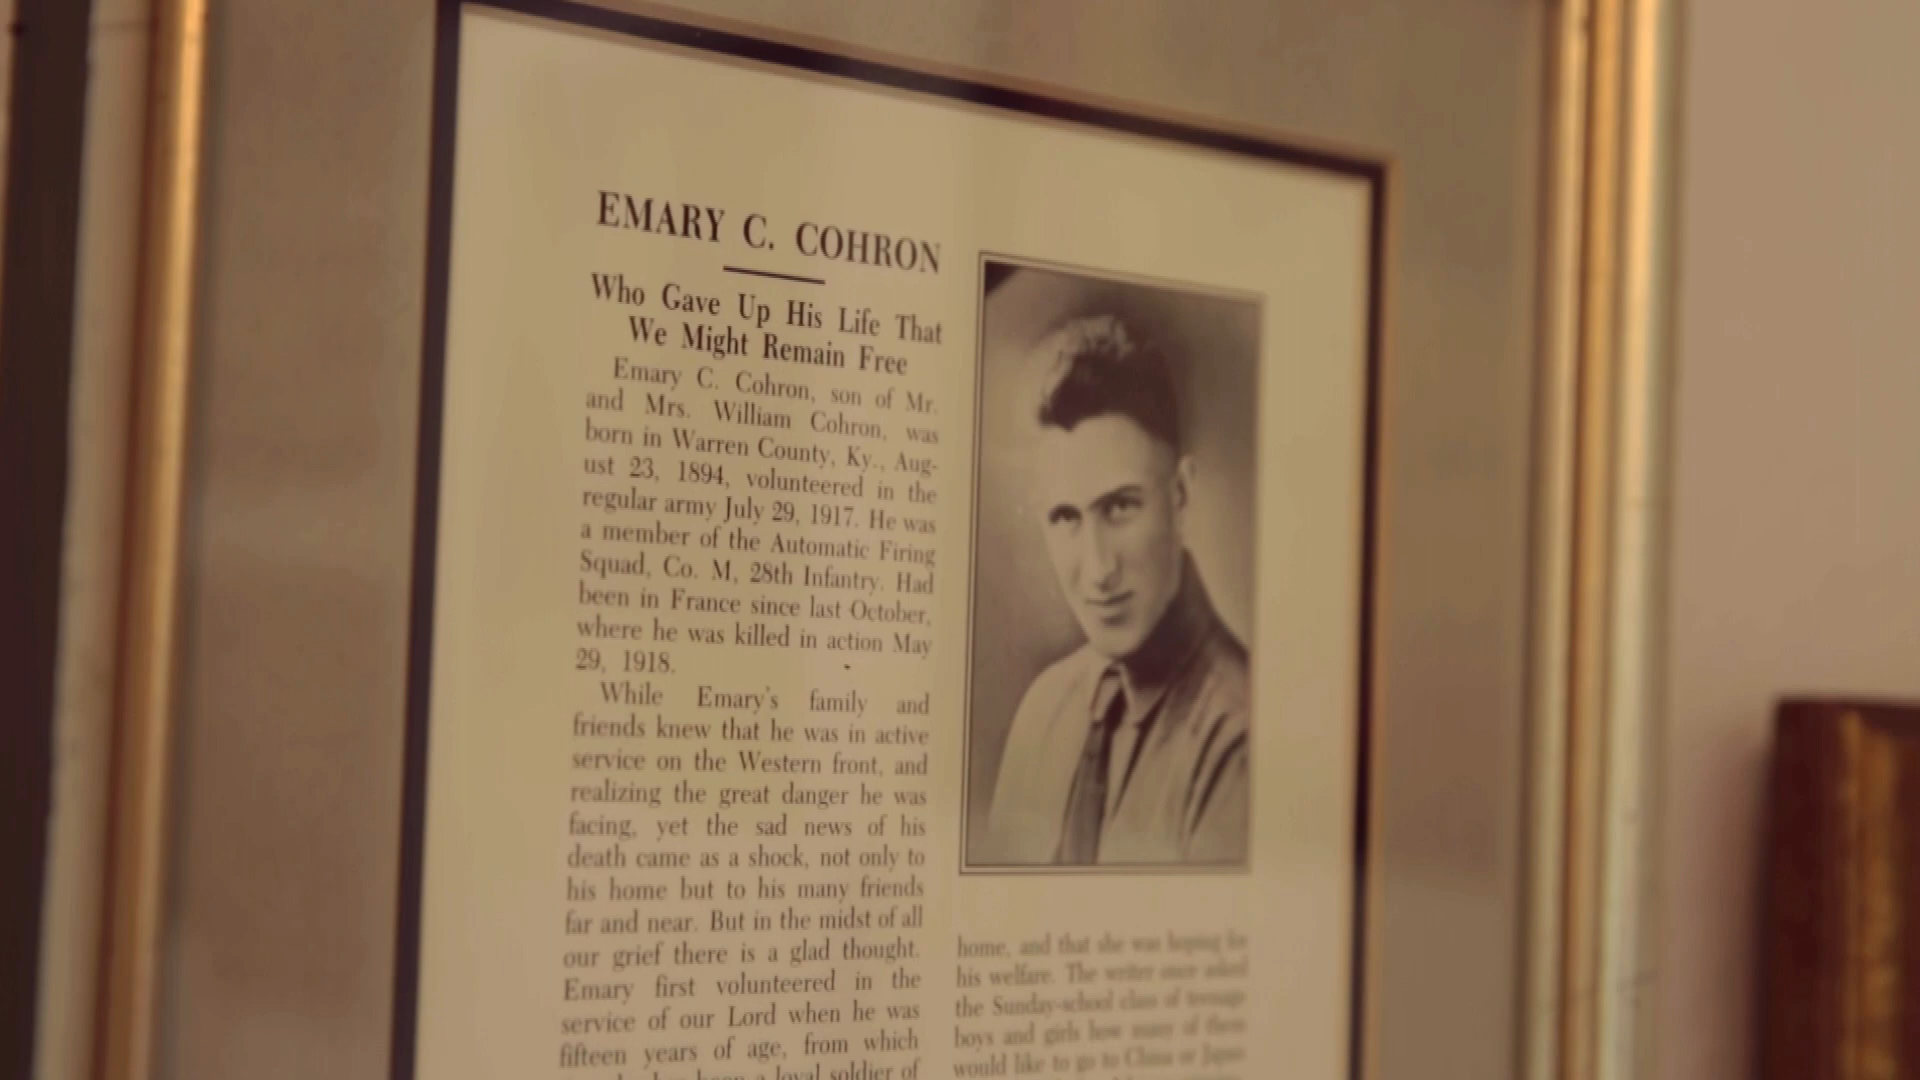 EMARY C. COHRON
Who Gave Up His Life That
We Might Remain Free
Emary C. Cohron, son of Mr.
and Mrs. William Cohron, was
born in Warren County, Ky., Aug-
ust 23, 1894, volunteered in the
regular army July 29, 1917. He was
a member of the Automatic Firing
Squad, Co. M, 28th Infantry. Had
been in France since last October,
where he was killed in action May
29, 1918.
While Emary's family and
friends knew that he was in active
service on the Western front, and
realizing the great danger he was
facing, yet the sad news of his
death came as a shock, not only to
his home but to his many friends
far and near. But in the midst of all
our grief there is a glad thought.
Emary first volunteered in the
service of our Lord when he was
fifteen years of age, from which
a loyal soldier of
home, and that she was hoping for
his welfare. The writer once asked
the Sunday-school class of teenage
boys and girls how many of them
would like to go to China or Japan